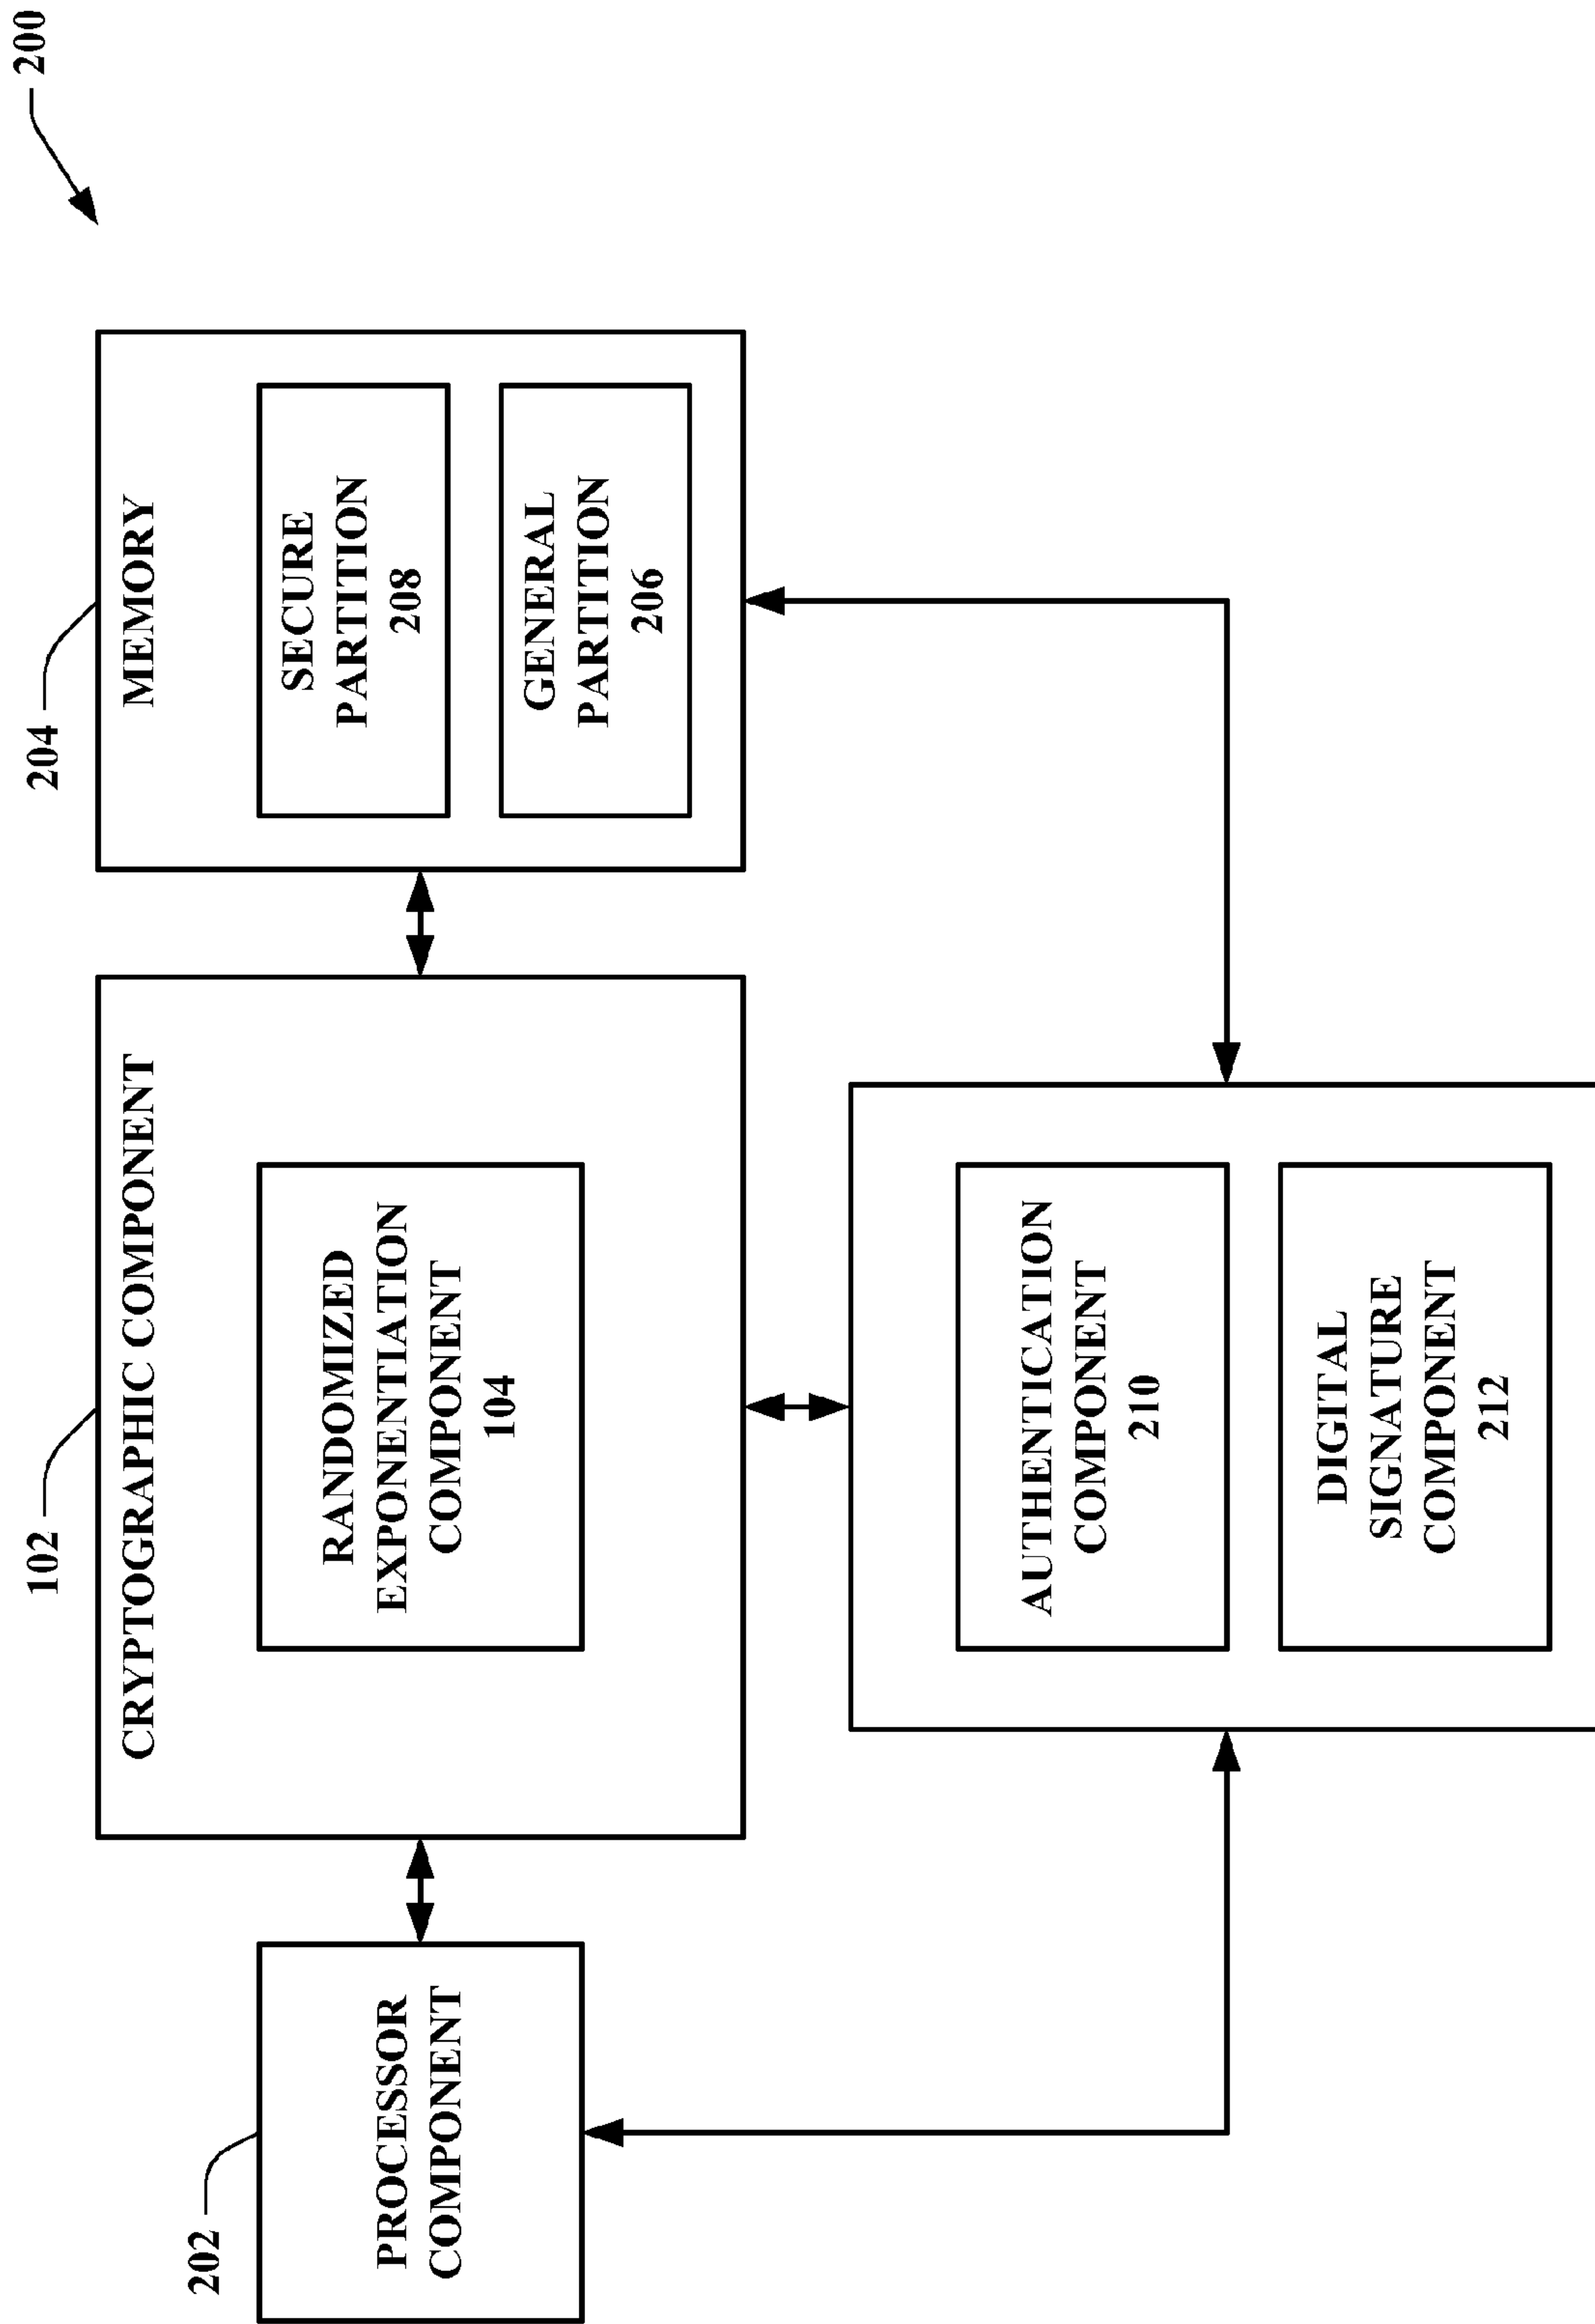 200
202
102
204
PROCESSOR
COMPONENT
CRYPTOGRAPHIC COMPONENT
RANDOMIZED
EXPONENTIATION
COMPONENT
104
MEMORY
SECURE
PARTITION
208
GENERAL
PARTITION
206
AUTHENTICATION
COMPONENT
210
DIGITAL
SIGNATURE
COMPONENT
212